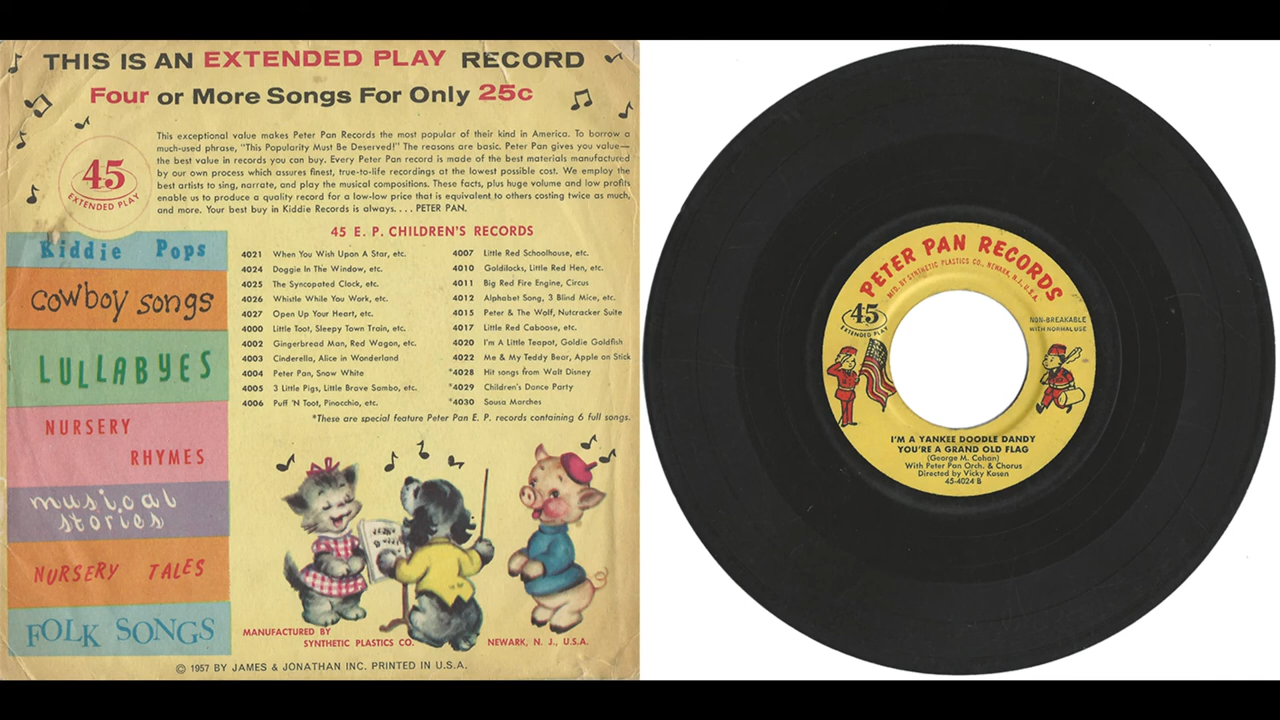 THIS IS AN EXTENDED PLAY RECORD
Four or More Songs For Only 25c
This exceptional value makes Peter Pan Records the most popular of their kind in America. To borrow a
much-used phrase, "This Popularity Must Be Deserved!" The reasons are basic. Peter Pan gives you value—
the best value in records you can buy. Every Peter Pan record is made of the best materials manufactured
by our own process which assures finest, true-to-life recordings at the lowest possible cost. We employ the
best artists to sing, narrate, and play the musical compositions. These facts, plus huge volume and low profits
enable us to produce a quality record for a low-low price that is equivalent to others costing twice as much,
and more. Your best buy in Kiddie Records is always.... PETER PAN.
45
EXTENDED PLAY
Kiddie Pops
cowboy songs
LULLABYES
NURSERY
RHYMES
musical
stories
NURSERY TALES
FOLK SONGS
45 E. P. CHILDREN'S RECORDS
4021 When You Wish Upon A Star, etc.
4024 Doggie In The Window, etc.
4025 The Syncopated Clock, etc.
4026 Whistle While You Work, etc.
4027 Open Up Your Heart, etc.
4000 Little Toot, Sleepy Town Train, etc.
4002 Gingerbread Man, Red Wagon, etc.
4003 Cinderella, Alice in Wonderland
4004 Peter Pan, Snow White
4005 3 Little Pigs, Little Brave Sambo, etc.
4006 Puff 'N Toot, Pinocchio, etc.
4007 Little Red Schoolhouse, etc.
4010 Goldilocks, Little Red Hen, etc.
4011 Big Red Fire Engine, Circus
4012 Alphabet Song, 3 Blind Mice, etc.
4015 Peter & The Wolf, Nutcracker Suite
4017 Little Red Caboose, etc.
4020 I'm A Little Teapot, Goldie Goldfish
4022 Me & My Teddy Bear, Apple on Stick
*4028 Hit songs from Walt Disney
*4029 Children's Dance Party
*4030 Sousa Marches
*These are special feature Peter Pan E. P. records containing 6 full songs.
MANUFACTURED BY
SYNTHETIC PLASTICS CO. NEWARK, N. J., U.S.A.
© 1957 BY JAMES & JONATHAN INC. PRINTED IN U.S.A.
PETER PAN RECORDS
MFD. BY SYNTHETIC PLASTICS CO., NEWARK, N.J., U.S.A.
45
EXTENDED PLAY
NON-BREAKABLE
WITH NORMAL USE
I'M A YANKEE DOODLE DANDY
YOU'RE A GRAND OLD FLAG
(George M. Cohan)
With Peter Pan Orch. & Chorus
Directed by Vicky Kasen
45-4024 B